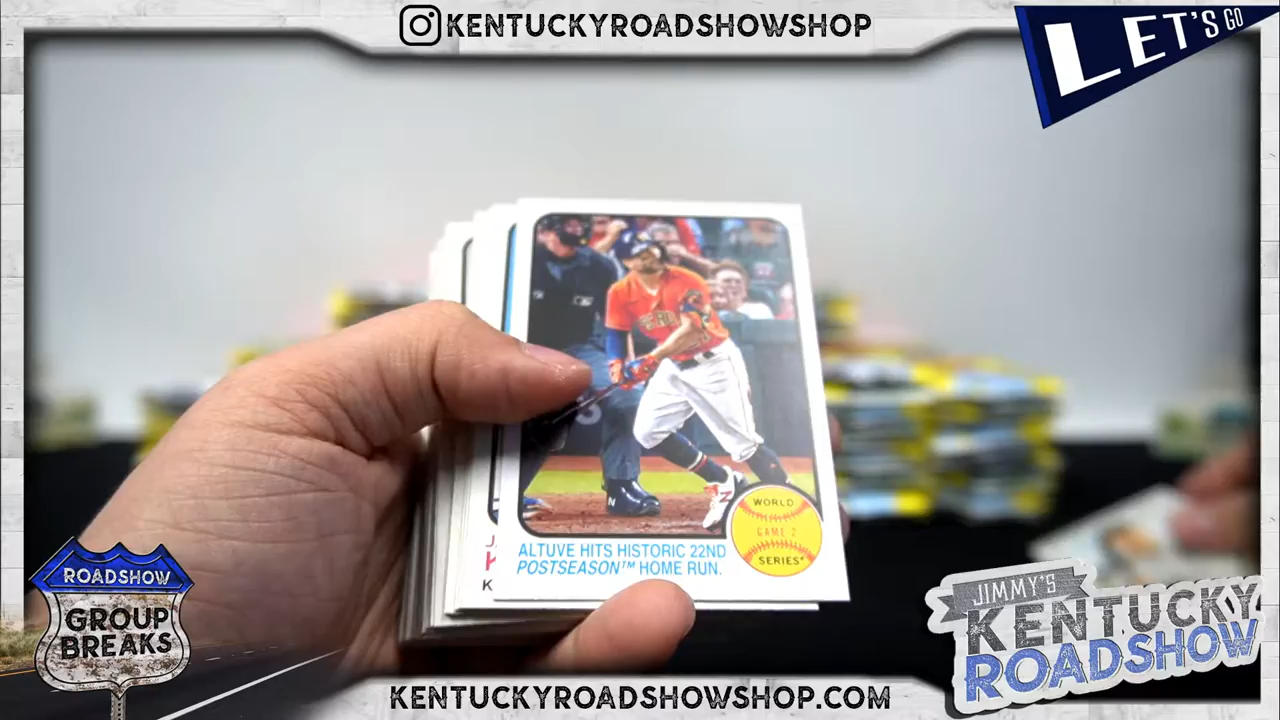 KENTUCKYROADSHOWSHOP
LET'S GO
WORLD
GAME 2
SERIES*
ALTUVE HITS HISTORIC 22ND
POSTSEASON™ HOME RUN.
J
K
K
N
ROADSHOW
GROUP
BREAKS
JIMMY'S
KENTUCKY
ROADSHOW
KENTUCKYROADSHOWSHOP.COM